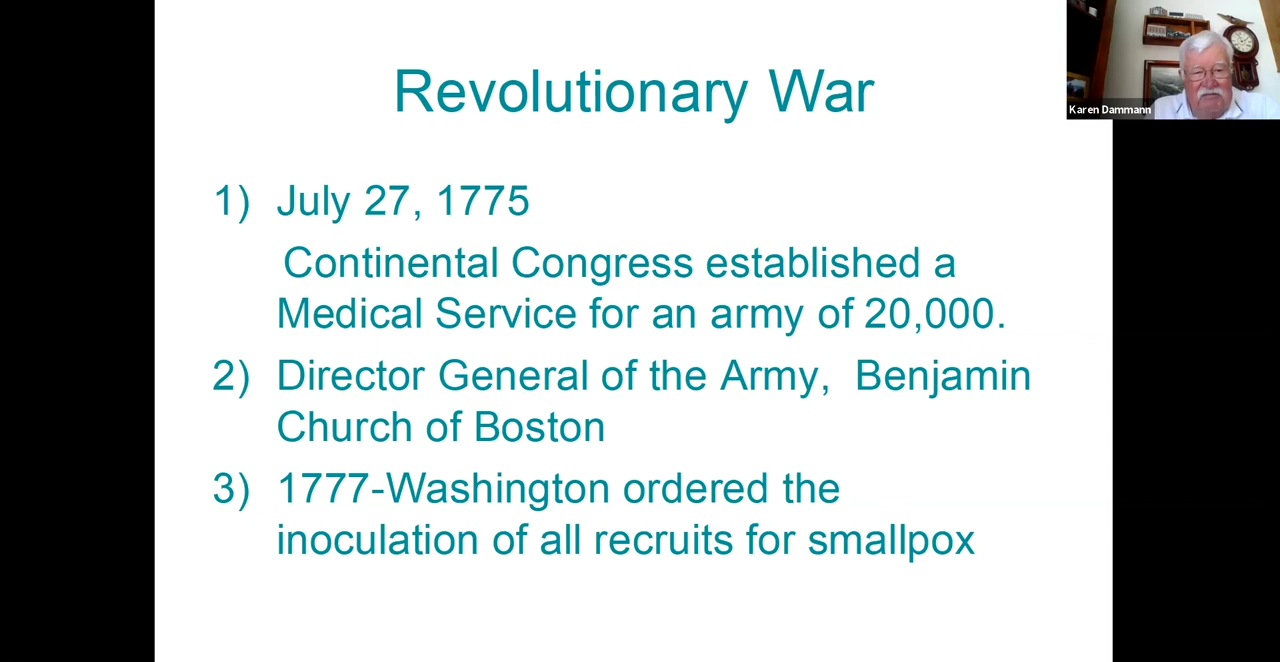 Revolutionary War
Karen Dammann
1) July 27, 1775
Continental Congress established a
Medical Service for an army of 20,000.
2) Director General of the Army, Benjamin
Church of Boston
3) 1777-Washington ordered the
inoculation of all recruits for smallpox